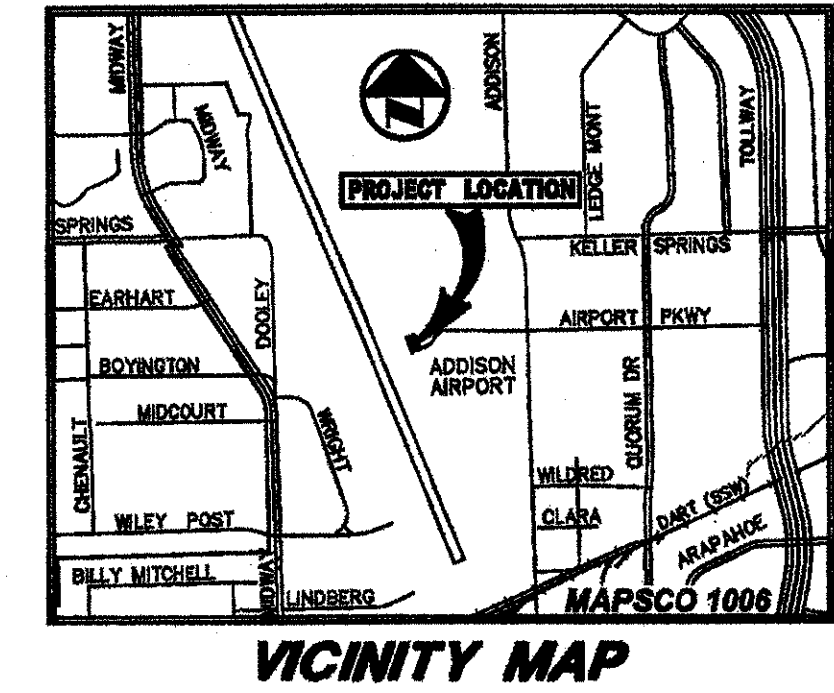 MIDWAY
MIDWAY
ADDISON
LEDGE MONT
TOLLWAY
PROJECT LOCATION
SPRINGS
KELLER SPRINGS
EARHART
DOOLEY
AIRPORT PKWY
BOYINGTON
ADDISON
AIRPORT
MIDCOURT
WRIGHT
QUORUM DR
CHENAULT
WILDRED
DART (SSW)
WILEY POST
CLARA
ARAPAHOE
BILLY MITCHELL
MIDWAY
LINDBERG
MAPSCO 1006
VICINITY MAP